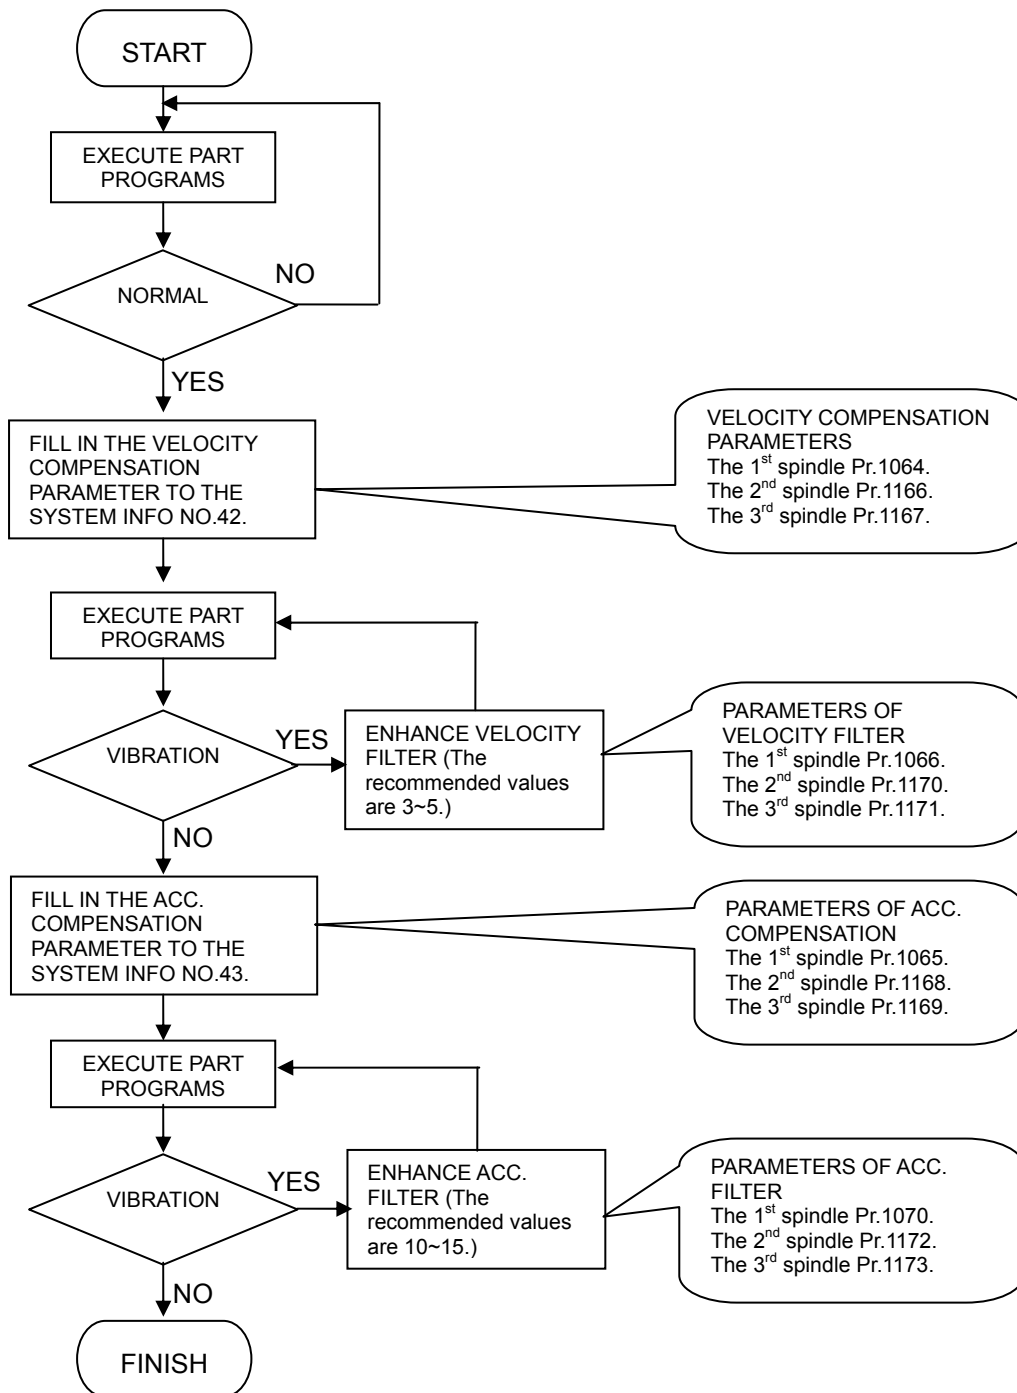 START
EXECUTE PART
PROGRAMS
NORMAL
NO
YES
FILL IN THE VELOCITY
COMPENSATION
PARAMETER TO THE
SYSTEM INFO NO.42.
VELOCITY COMPENSATION
PARAMETERS
The 1st spindle Pr.1064.
The 2nd spindle Pr.1166.
The 3rd spindle Pr.1167.
EXECUTE PART
PROGRAMS
VIBRATION
YES
ENHANCE VELOCITY
FILTER (The
recommended values
are 3~5.)
PARAMETERS OF
VELOCITY FILTER
The 1st spindle Pr.1066.
The 2nd spindle Pr.1170.
The 3rd spindle Pr.1171.
NO
FILL IN THE ACC.
COMPENSATION
PARAMETER TO THE
SYSTEM INFO NO.43.
PARAMETERS OF ACC.
COMPENSATION
The 1st spindle Pr.1065.
The 2nd spindle Pr.1168.
The 3rd spindle Pr.1169.
EXECUTE PART
PROGRAMS
VIBRATION
YES
ENHANCE ACC.
FILTER (The
recommended values
are 10~15.)
PARAMETERS OF ACC.
FILTER
The 1st spindle Pr.1070.
The 2nd spindle Pr.1172.
The 3rd spindle Pr.1173.
NO
FINISH